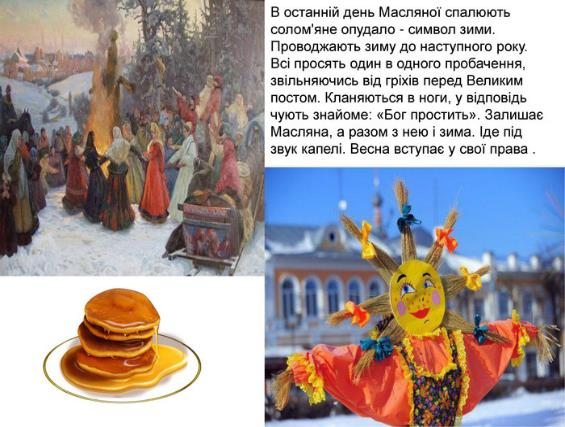 В останній день Масляної спалюють
солом'яне опудало - символ зими.
Проводжають зиму до наступного року.
Всі просять один в одного пробачення,
звільняючись від гріхів перед Великим
постом. Кланяються в ноги, у відповідь
чують знайоме: «Бог простить». Залишає
Масляна, а разом з нею і зима. Іде під
звук капелі. Весна вступає у свої права .